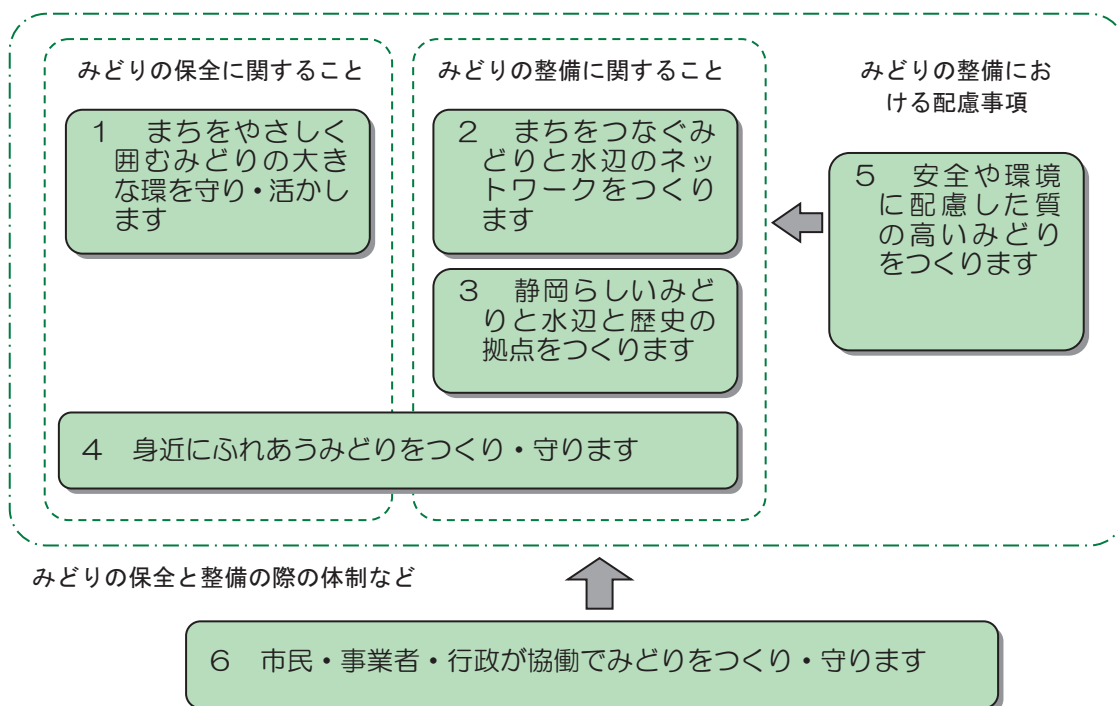 みどりの保全に関すること
1 まちをやさしく
囲むみどりの大き
な環を守り・活かし
ます
みどりの整備に関すること
2 まちをつなぐみ
どりと水辺のネッ
トワークをつくり
ます
3 静岡らしいみど
りと水辺と歴史の
拠点をつくります
4 身近にふれあうみどりをつくり・守ります
みどりの整備にお
ける配慮事項
5 安全や環境
に配慮した質
の高いみどり
をつくります
みどりの保全と整備の際の体制など
6 市民・事業者・行政が協働でみどりをつくり・守ります